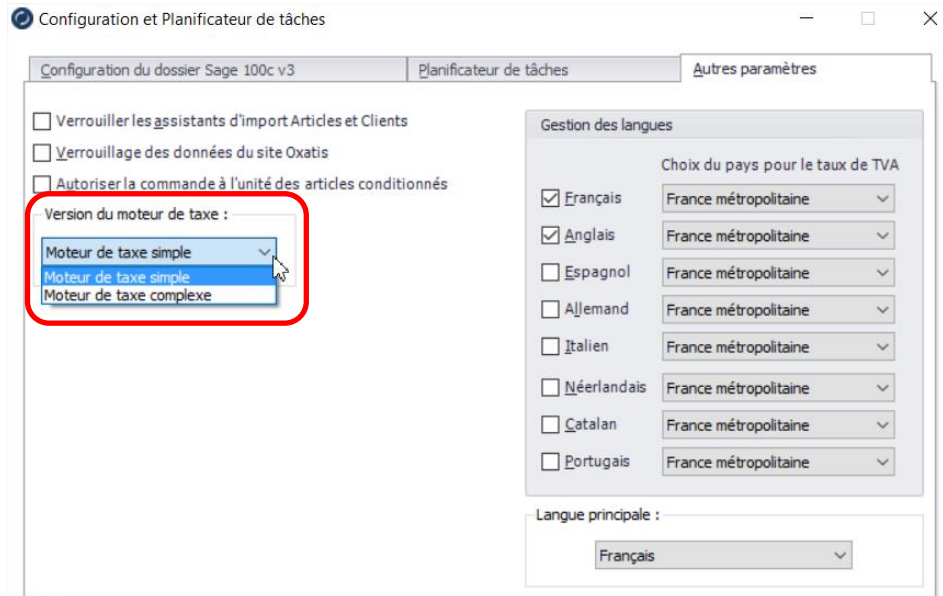 Configuration et Planificateur de tâches
Configuration du dossier Sage 100c v3
Planificateur de tâches
Autres paramètres
Verrouiller les assistants d'import Articles et Clients
Verrouillage des données du site Oxatis
Autoriser la commande à l'unité des articles conditionnés
Version du moteur de taxe :
Moteur de taxe simple
Moteur de taxe simple
Moteur de taxe complexe
Gestion des langues
Choix du pays pour le taux de TVA
Français France métropolitaine
Anglais France métropolitaine
Espagnol France métropolitaine
Allemand France métropolitaine
Italien France métropolitaine
Néerlandais France métropolitaine
Catalan France métropolitaine
Portugais France métropolitaine
Langue principale :
Français